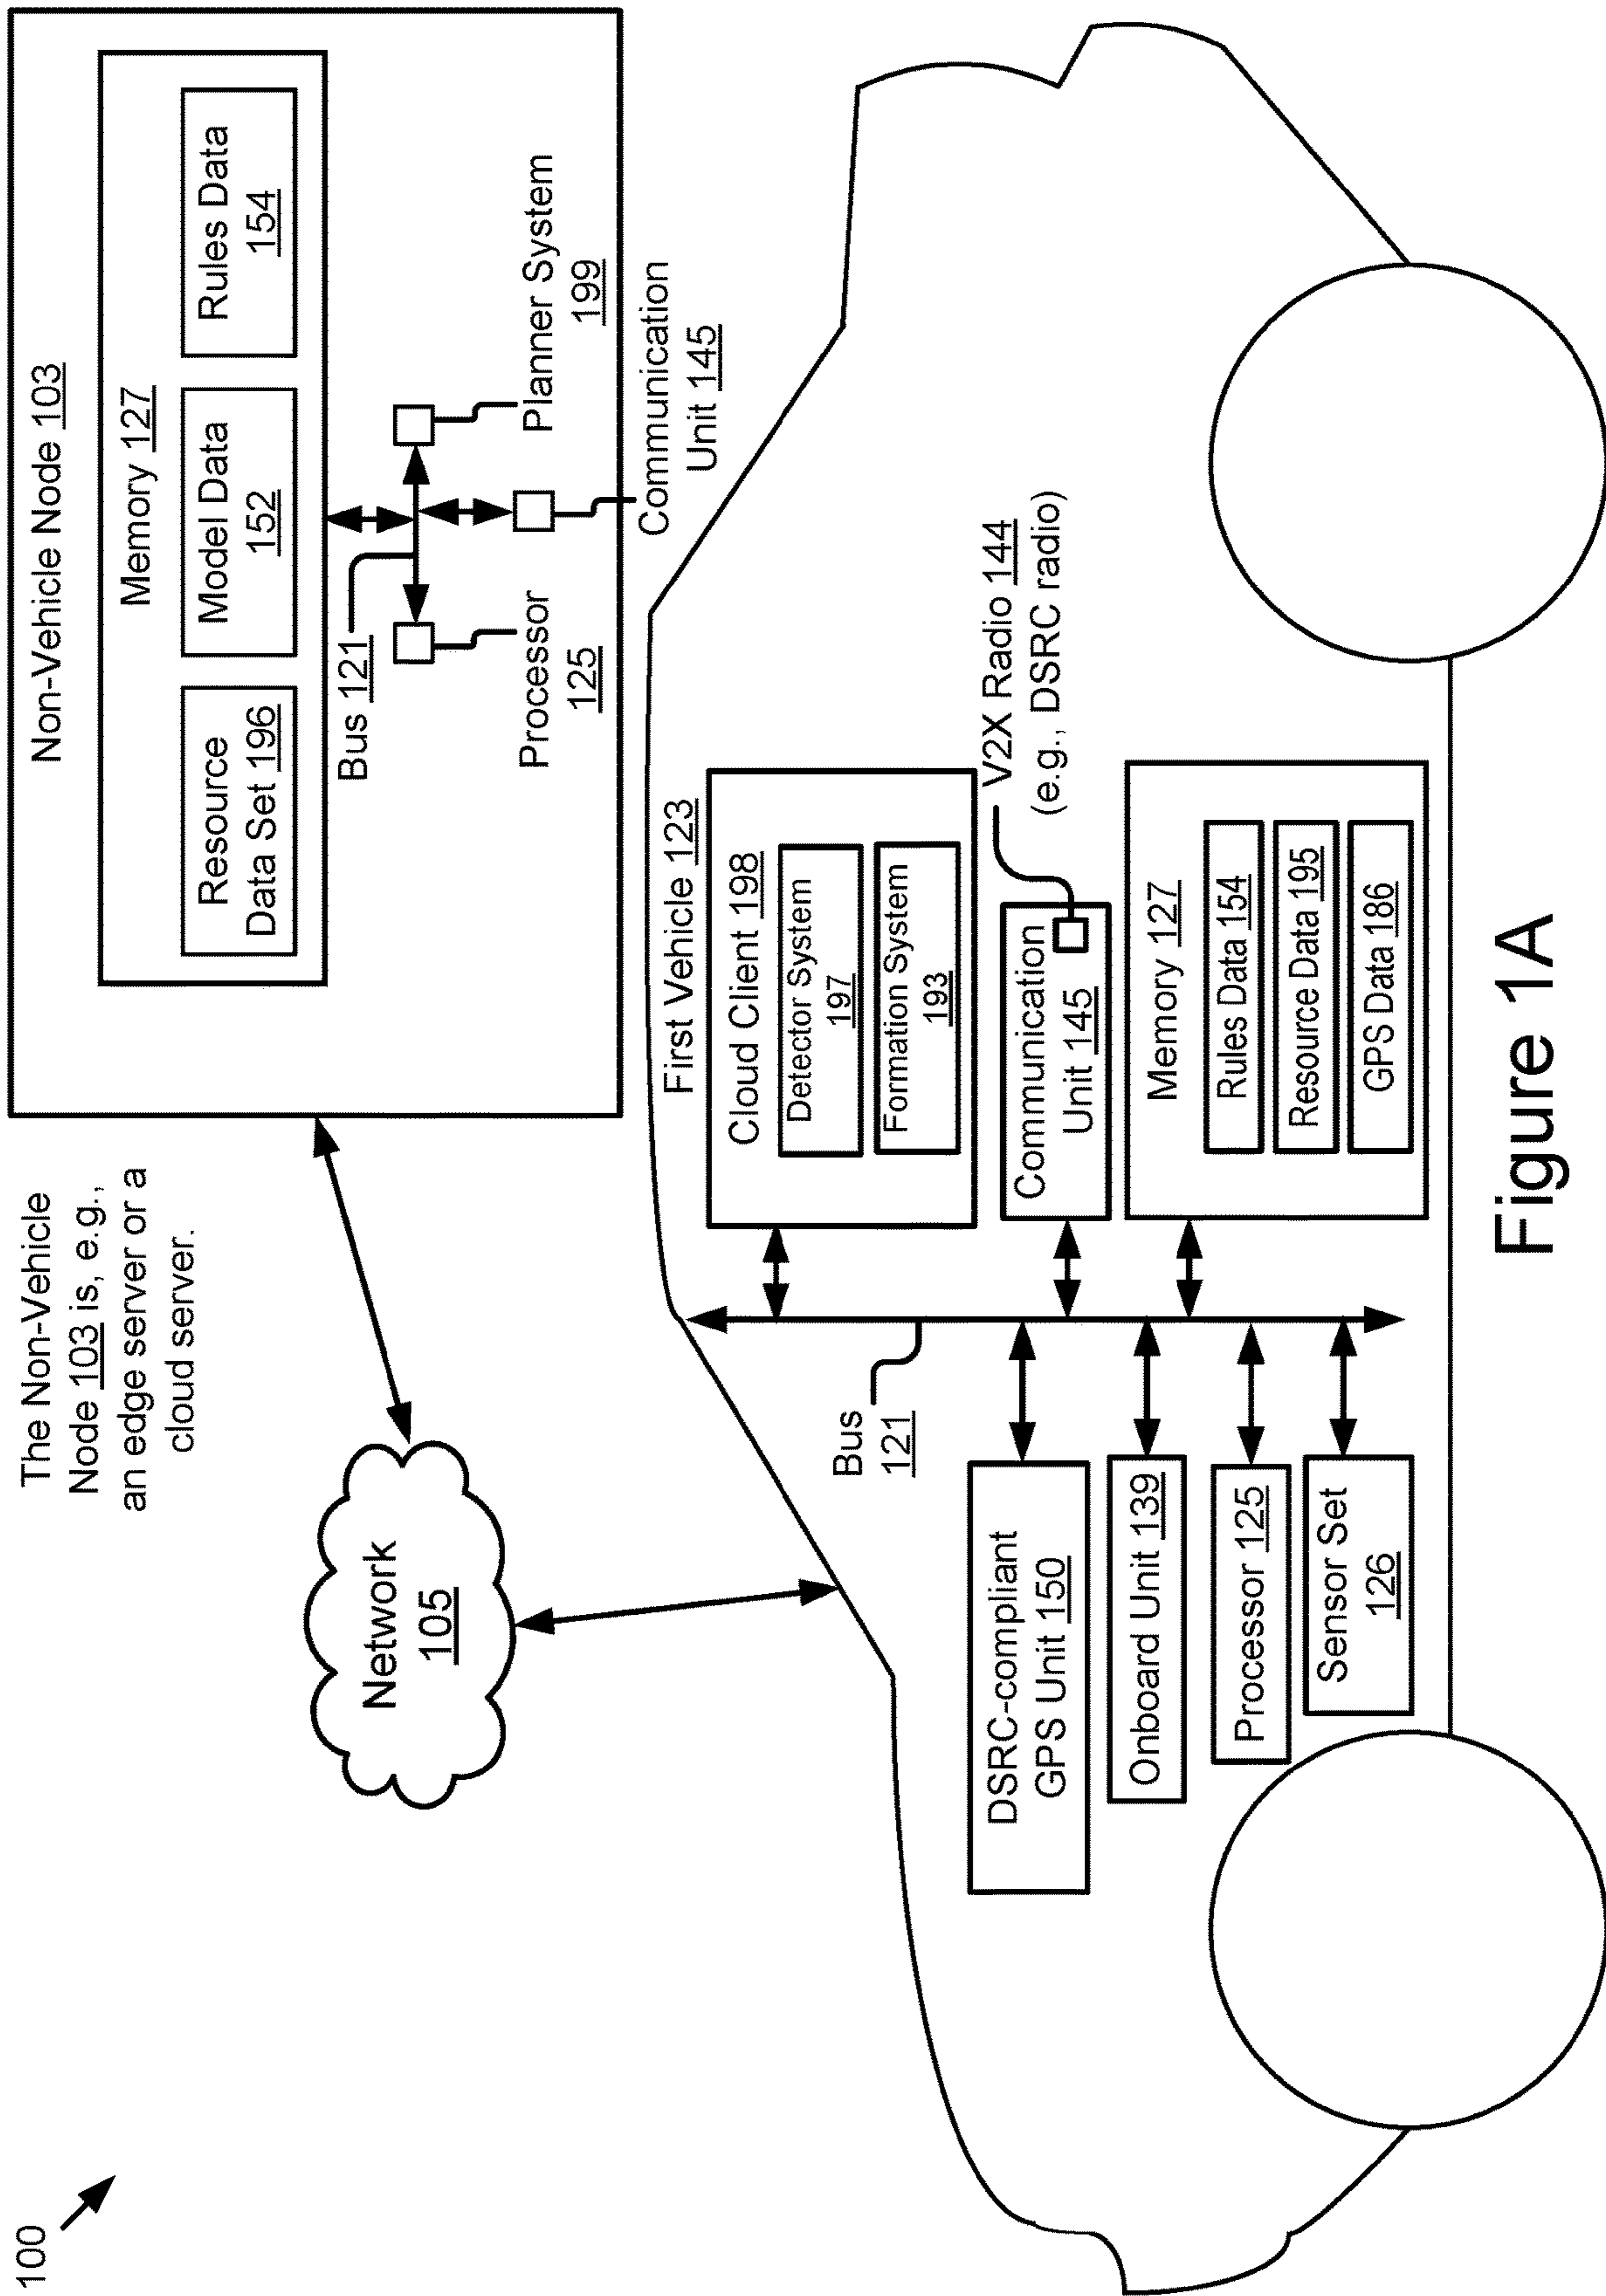 100
The Non-Vehicle
Node 103 is, e.g.,
an edge server or a
cloud server.
Network
105
Non-Vehicle Node 103
Memory 127
Resource
Data Set 196
Model Data
152
Rules Data
154
Bus 121
Processor
125
Planner System
199
Communication
Unit 145
First Vehicle 123
Cloud Client 198
Detector System
197
Formation System
193
Communication
Unit 145
V2X Radio 144
(e.g., DSRC radio)
Memory 127
Rules Data 154
Resource Data 195
GPS Data 186
Bus
121
DSRC-compliant
GPS Unit 150
Onboard Unit 139
Processor 125
Sensor Set
126
Figure 1A